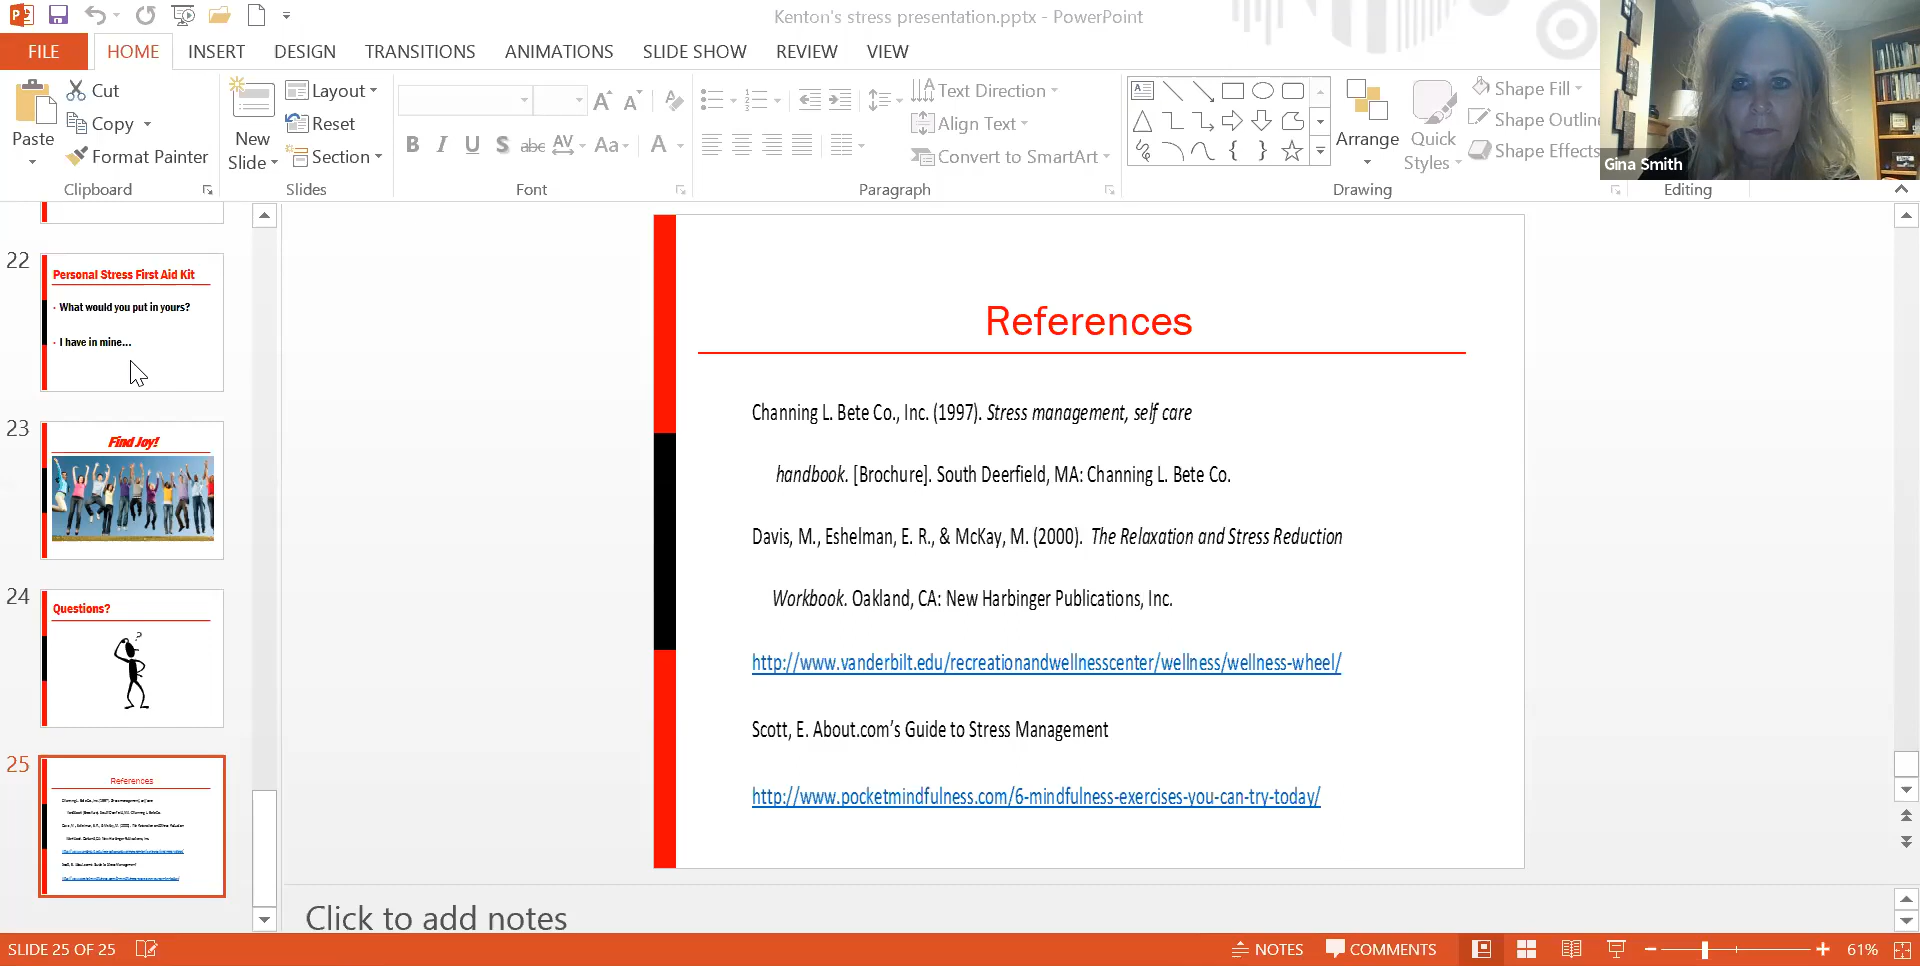 Kenton's stress presentation.pptx - PowerPoint
FILE HOME INSERT DESIGN TRANSITIONS ANIMATIONS SLIDE SHOW REVIEW VIEW
Paste
Cut
Copy
Format Painter
Clipboard
New
Slide
Layout
Reset
Section
Slides
B I U S abc AV Aa A
Font
Text Direction
Align Text
Convert to SmartArt
Paragraph
Arrange
Quick
Styles
Shape Fill
Shape Outlin
Shape Effects
Drawing
Editing
Gina Smith
22
Personal Stress First Aid Kit
· What would you put in yours?
· I have in mine...
23
Find Joy!
24
Questions?
?
25
References
References
Channing L. Bete Co., Inc. (1997). Stress management, self care
handbook. [Brochure]. South Deerfield, MA: Channing L. Bete Co.
Davis, M., Eshelman, E. R., & McKay, M. (2000). The Relaxation and Stress Reduction
Workbook. Oakland, CA: New Harbinger Publications, Inc.
http://www.vanderbilt.edu/recreationandwellnesscenter/wellness/wellness-wheel/
Scott, E. About.com’s Guide to Stress Management
http://www.pocketmindfulness.com/6-mindfulness-exercises-you-can-try-today/
Click to add notes
SLIDE 25 OF 25
NOTES
COMMENTS
61%